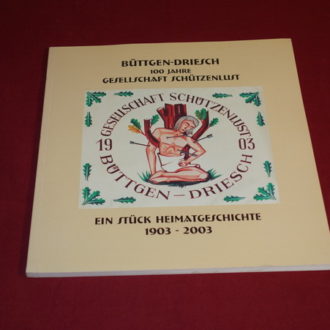 BÜTTGEN-DRIESCH
100 JAHRE
GESELLSCHAFT SCHÜTZENLUST
GESELLSCHAFT SCHÜTZENLUST
19 03
BÜTTGEN – DRIESCH
EIN STÜCK HEIMATGESCHICHTE
1903 - 2003